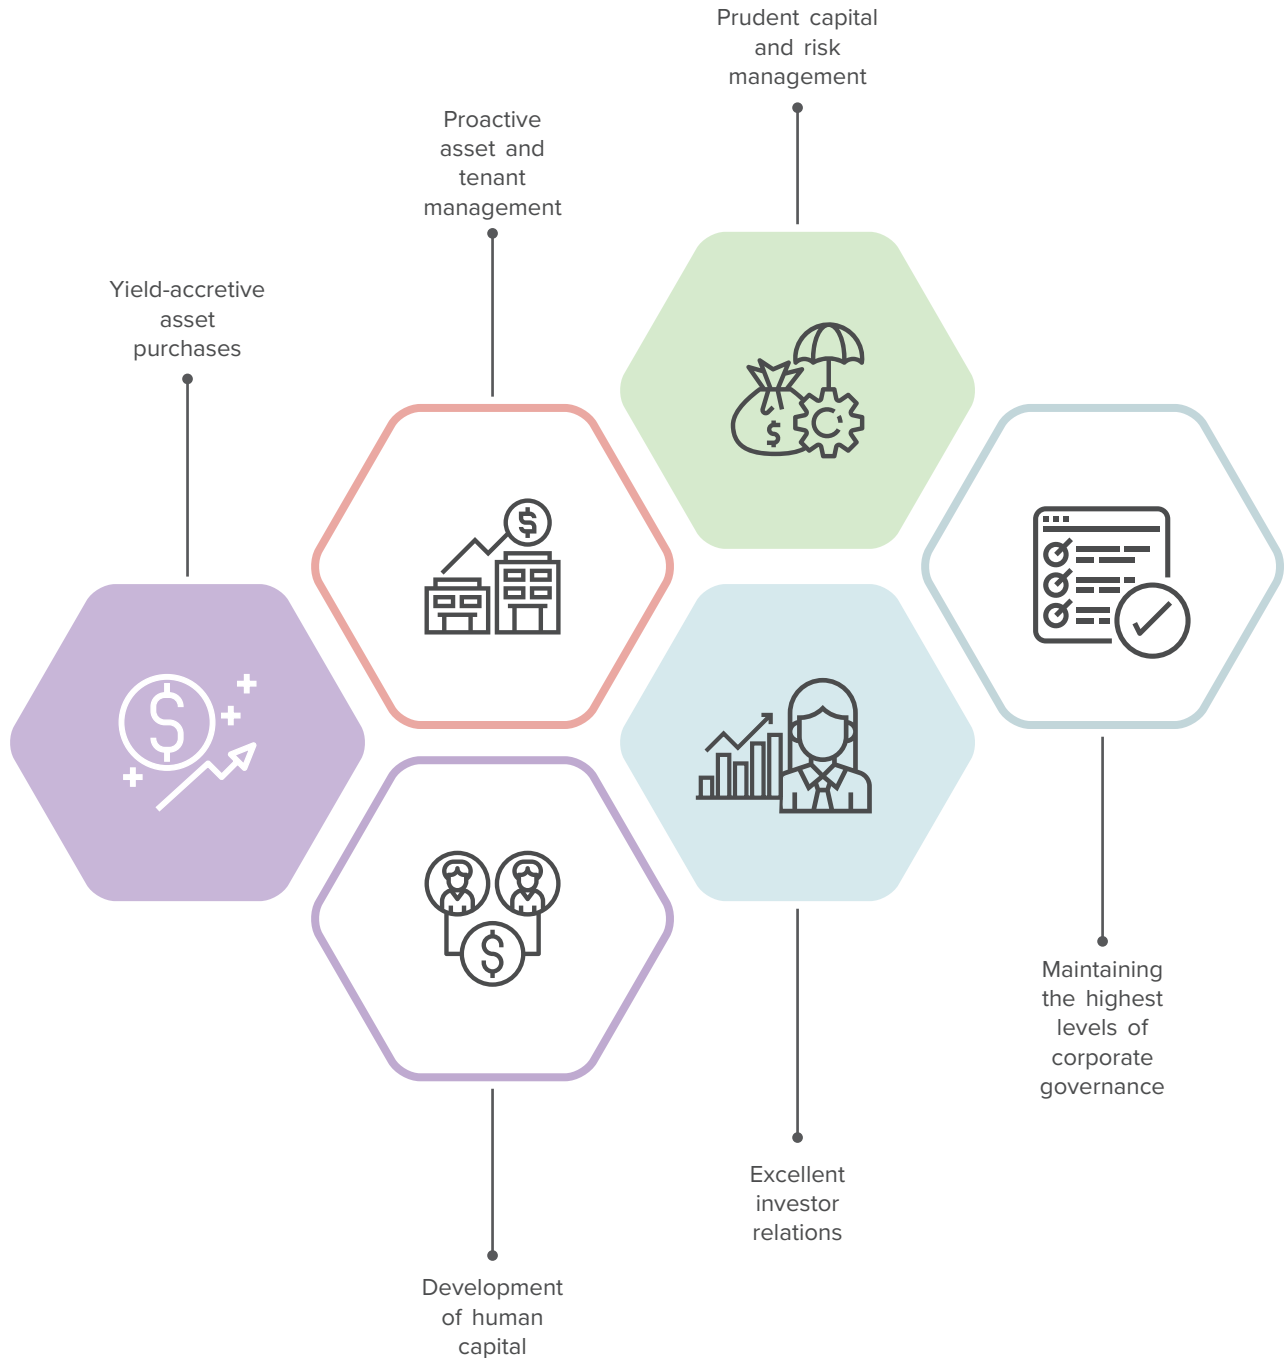 Prudent capital
and risk
management
Proactive
asset and
tenant
management
Yield-accretive
asset
purchases
$
$
$
$
Maintaining
the highest
levels of
corporate
governance
Excellent
investor
relations
Development
of human
capital